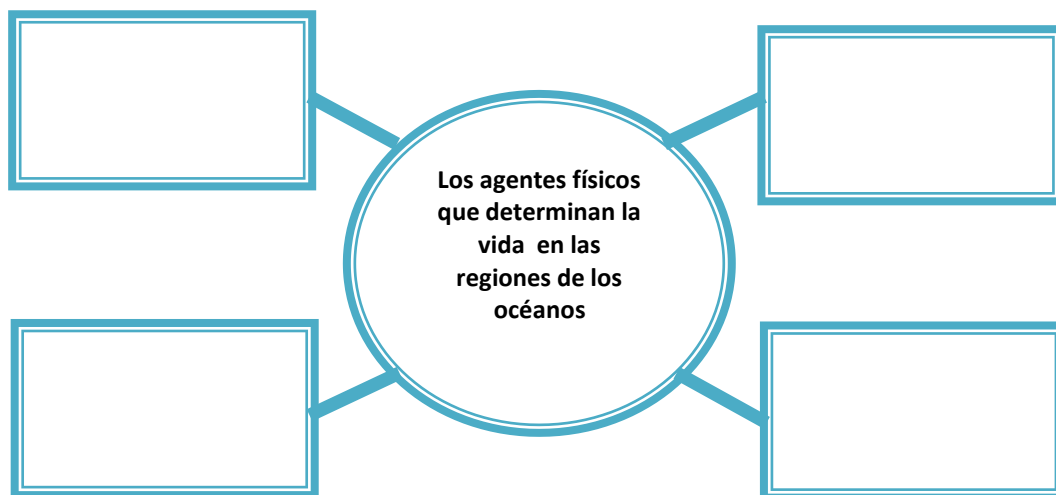 Los agentes físicos
que determinan la
vida en las
regiones de los
océanos